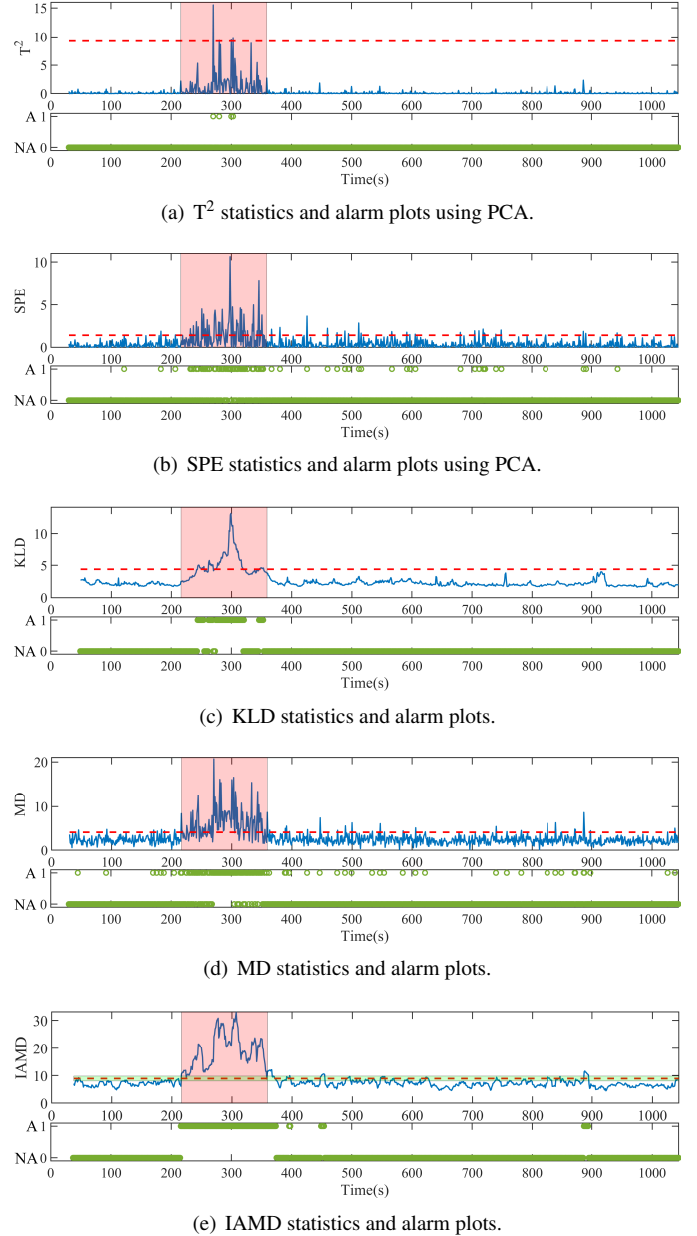 15
10
5
0
T²
0 100 200 300 400 500 600 700 800 900 1000
A 1
NA 0
0 100 200 300 400 500 600 700 800 900 1000
Time(s)
(a) T² statistics and alarm plots using PCA.
10
5
0
SPE
0 100 200 300 400 500 600 700 800 900 1000
A 1
NA 0
0 100 200 300 400 500 600 700 800 900 1000
Time(s)
(b) SPE statistics and alarm plots using PCA.
10
5
0
KLD
0 100 200 300 400 500 600 700 800 900 1000
A 1
NA 0
0 100 200 300 400 500 600 700 800 900 1000
Time(s)
(c) KLD statistics and alarm plots.
20
10
0
MD
0 100 200 300 400 500 600 700 800 900 1000
A 1
NA 0
0 100 200 300 400 500 600 700 800 900 1000
Time(s)
(d) MD statistics and alarm plots.
30
20
10
0
IAMD
0 100 200 300 400 500 600 700 800 900 1000
A 1
NA 0
0 100 200 300 400 500 600 700 800 900 1000
Time(s)
(e) IAMD statistics and alarm plots.